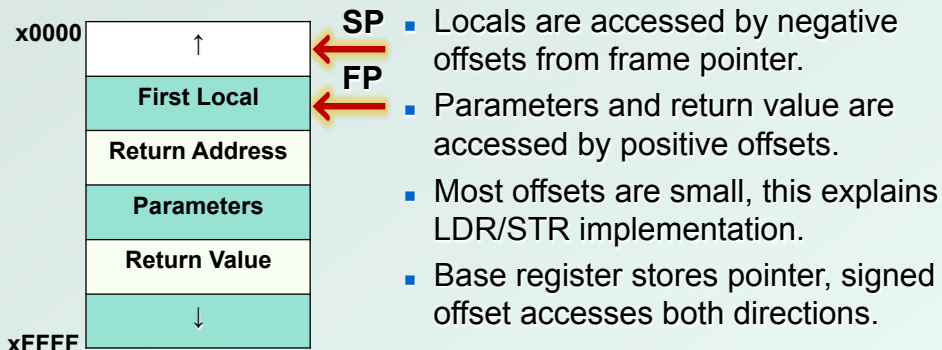 x0000
↑
SP
FP
First Local
Return Address
Parameters
Return Value
↓
xFFFF
▪ Locals are accessed by negative
offsets from frame pointer.
▪ Parameters and return value are
accessed by positive offsets.
▪ Most offsets are small, this explains
LDR/STR implementation.
▪ Base register stores pointer, signed
offset accesses both directions.